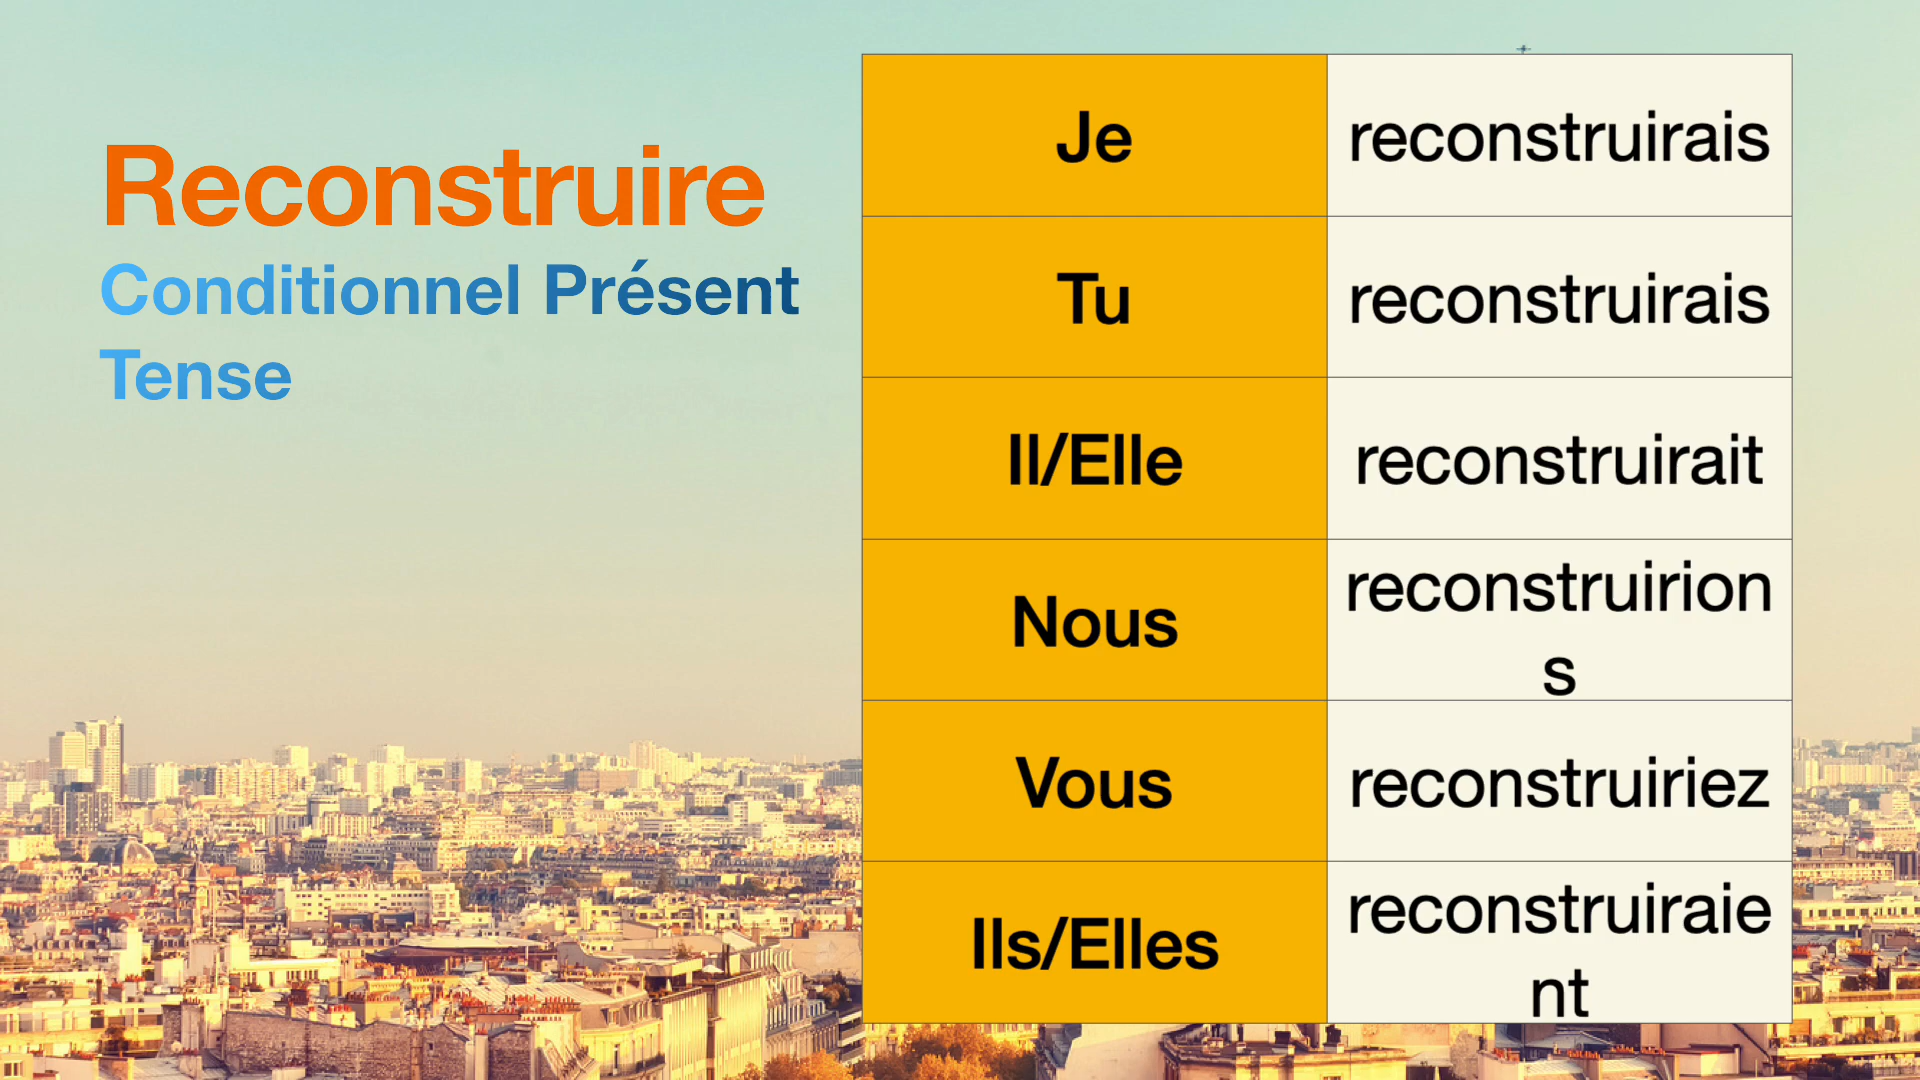 Reconstruire
Conditionnel Présent
Tense
Je
reconstruirais
Tu
reconstruirais
Il/Elle
reconstruirait
Nous
reconstruirion
s
Vous
reconstruiriez
Ils/Elles
reconstruiraie
nt